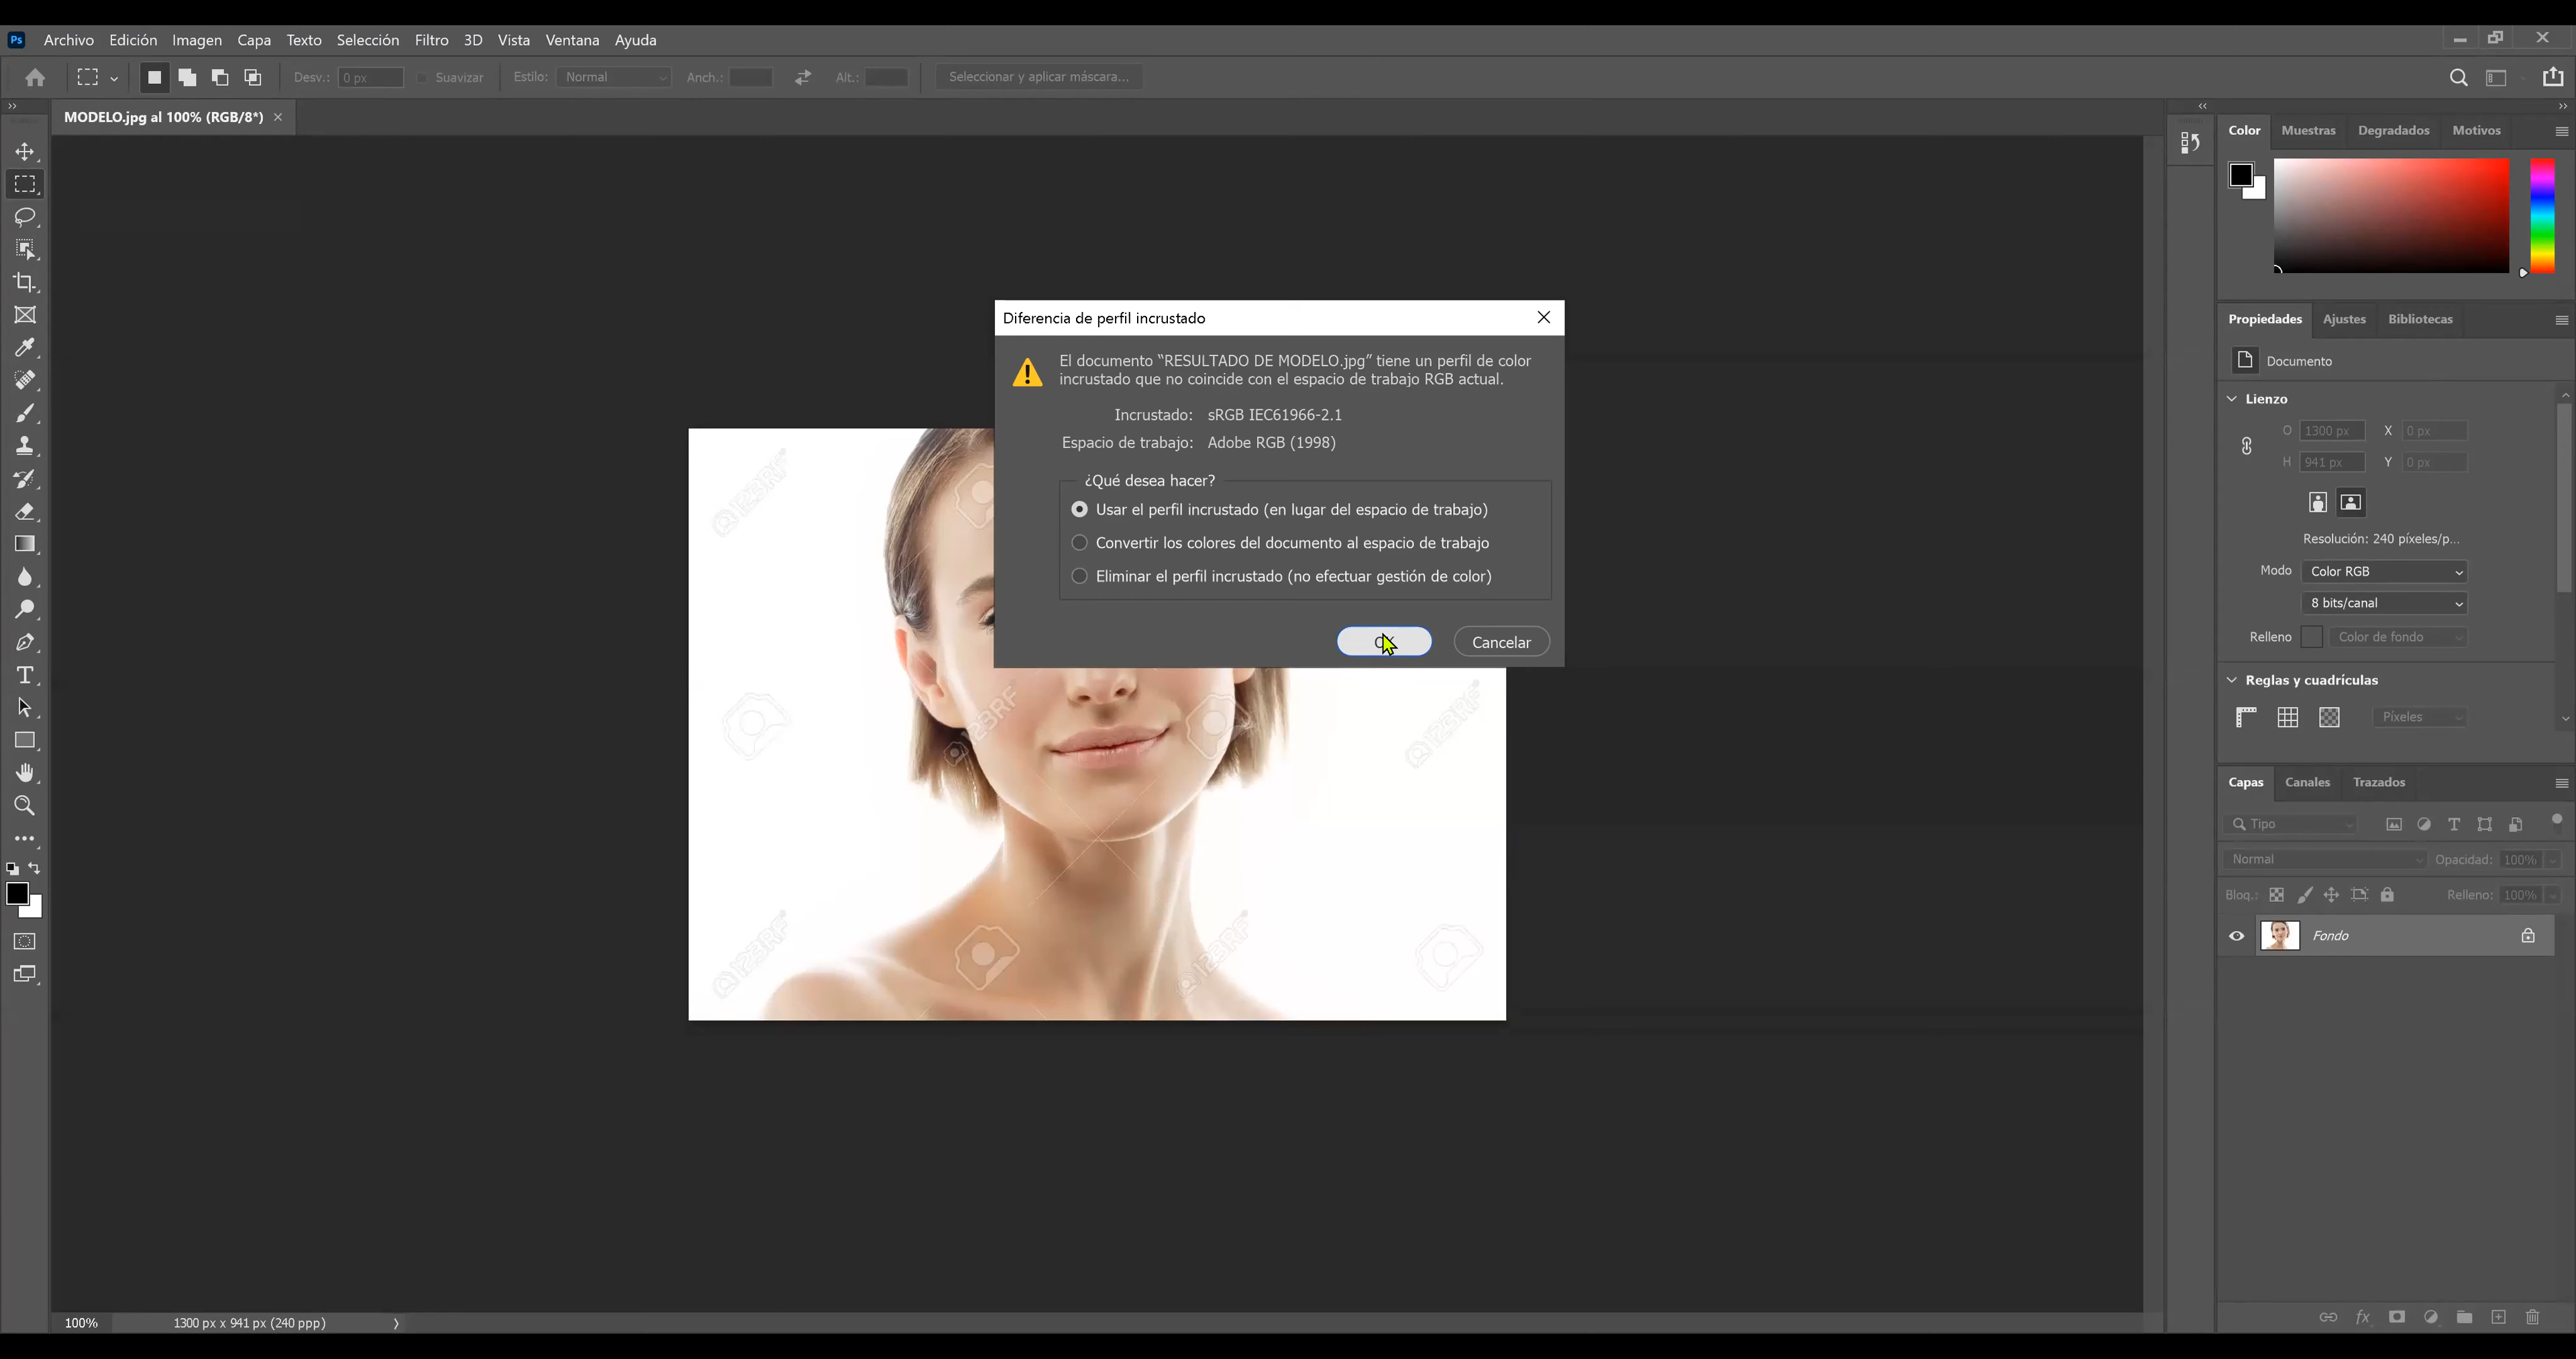 Ps Archivo Edición Imagen Capa Texto Selección Filtro 3D Vista Ventana Ayuda
Desv.: 0 px Suavizar Estilo: Normal Anch.: Alt.: Seleccionar y aplicar máscara...
MODELO.jpg al 100% (RGB/8*)
Color Muestras Degradados Motivos
Diferencia de perfil incrustado
El documento “RESULTADO DE MODELO.jpg” tiene un perfil de color
incrustado que no coincide con el espacio de trabajo RGB actual.
Incrustado: sRGB IEC61966-2.1
Espacio de trabajo: Adobe RGB (1998)
¿Qué desea hacer?
Usar el perfil incrustado (en lugar del espacio de trabajo)
Convertir los colores del documento al espacio de trabajo
Eliminar el perfil incrustado (no efectuar gestión de color)
Cancelar
123RF
123RF
123RF
123RF
123RF
Propiedades Ajustes Bibliotecas
Documento
Lienzo
O 1300 px X 0 px
H 941 px Y 0 px
Resolución: 240 píxeles/p...
Modo Color RGB
8 bits/canal
Relleno Color de fondo
Reglas y cuadrículas
Píxeles
Capas Canales Trazados
Tipo
Normal Opacidad: 100%
Bloq.: Relleno: 100%
Fondo
fx
100% 1300 px x 941 px (240 ppp)